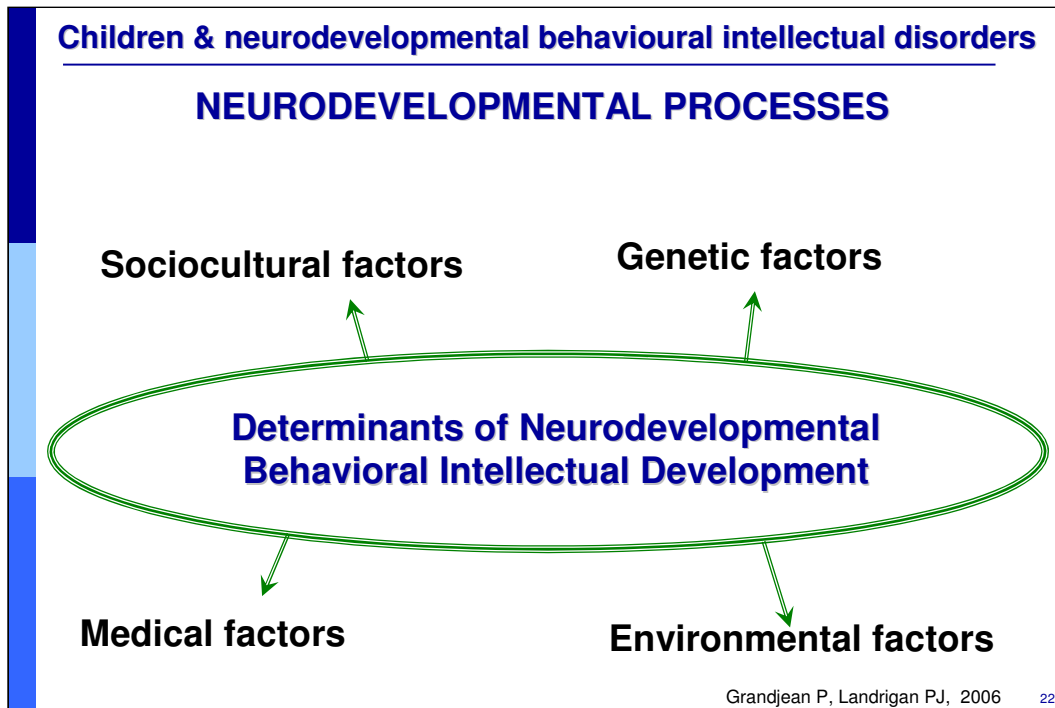 Children & neurodevelopmental behavioural intellectual disorders
NEURODEVELOPMENTAL PROCESSES
Sociocultural factors
Genetic factors
Determinants of Neurodevelopmental
Behavioral Intellectual Development
Medical factors
Environmental factors
Grandjean P, Landrigan PJ, 2006
22